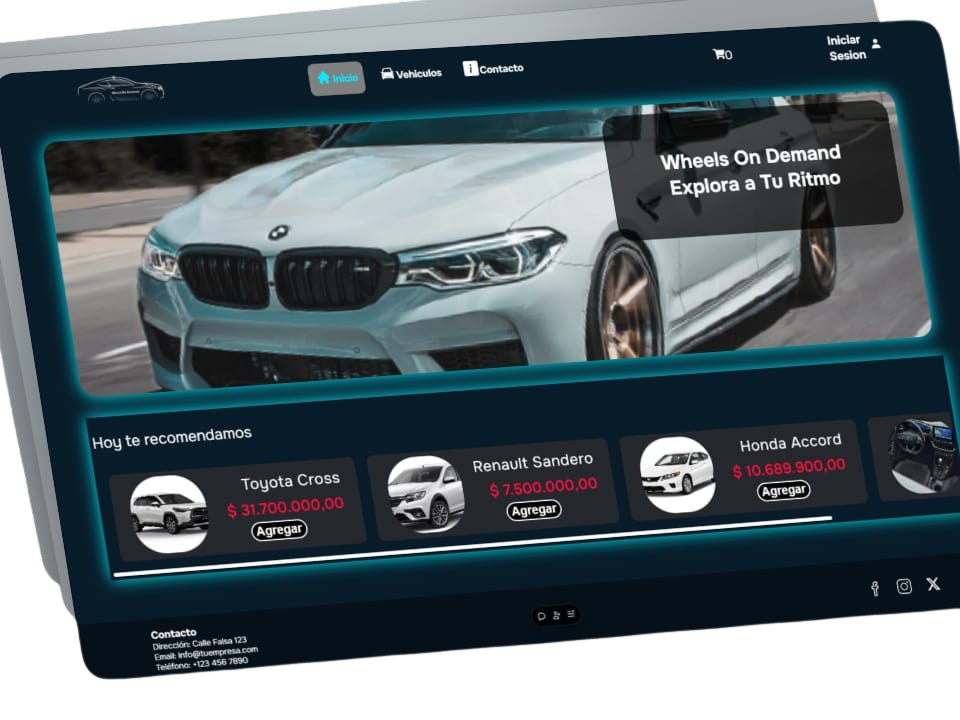 Inicio
Vehiculos
Contacto
0
Iniciar
Sesion
Wheels On Demand
Explora a Tu Ritmo
Hoy te recomendamos
Toyota Cross
$ 31.700.000,00
Agregar
Renault Sandero
$ 7.500.000,00
Agregar
Honda Accord
$ 10.689.900,00
Agregar
Contacto
Dirección: Calle Falsa 123
Email: info@tuempresa.com
Teléfono: +123 456 7890